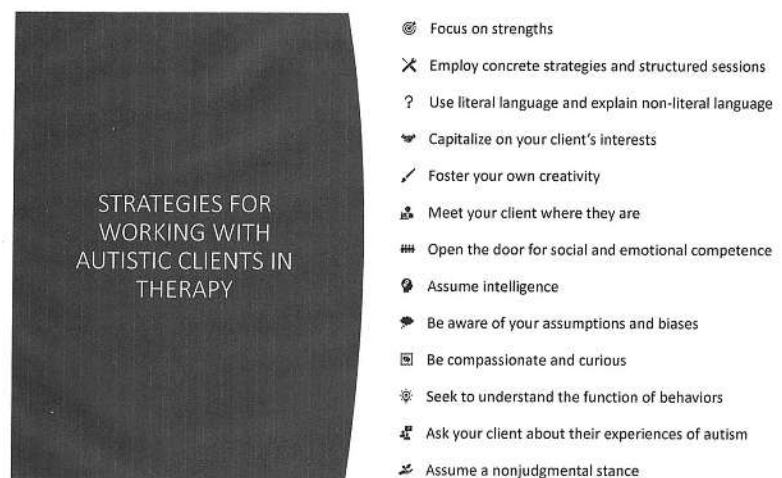 STRATEGIES FOR
WORKING WITH
AUTISTIC CLIENTS IN
THERAPY
Focus on strengths
Employ concrete strategies and structured sessions
? Use literal language and explain non-literal language
Capitalize on your client's interests
Foster your own creativity
Meet your client where they are
Open the door for social and emotional competence
Assume intelligence
Be aware of your assumptions and biases
Be compassionate and curious
Seek to understand the function of behaviors
Ask your client about their experiences of autism
Assume a nonjudgmental stance